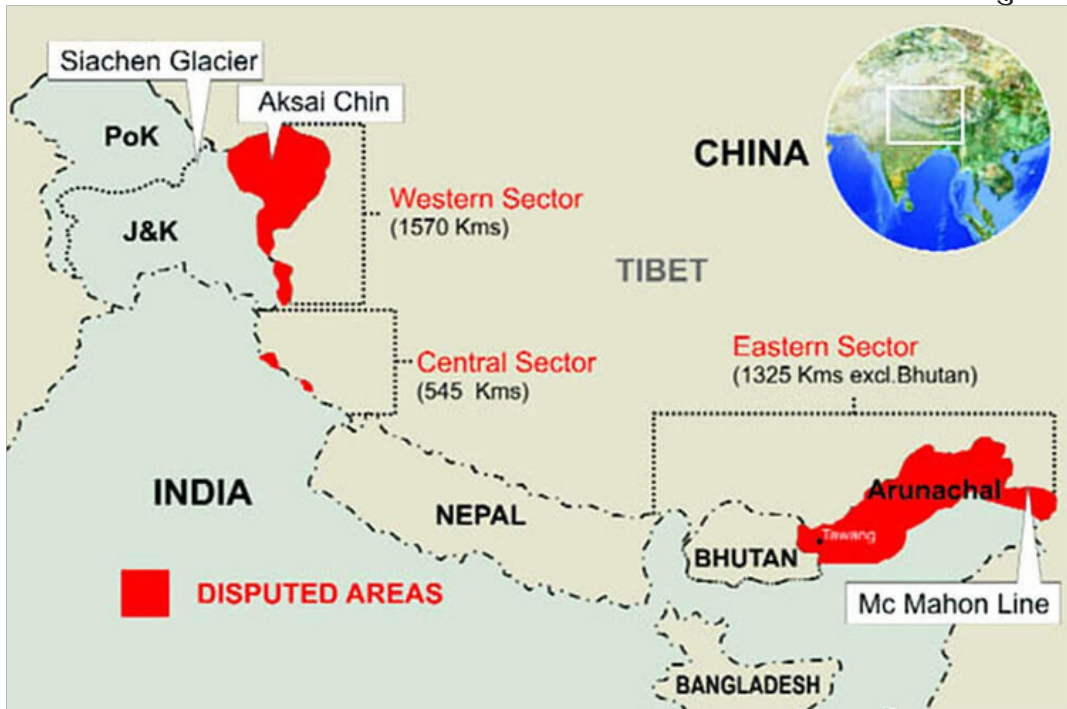 Siachen Glacier
Aksai Chin
PoK
CHINA
Western Sector
(1570 Kms)
J&K
TIBET
Central Sector
(545 Kms)
Eastern Sector
(1325 Kms excl.Bhutan)
INDIA
NEPAL
Arunachal
Tawang
BHUTAN
DISPUTED AREAS
Mc Mahon Line
BANGLADESH